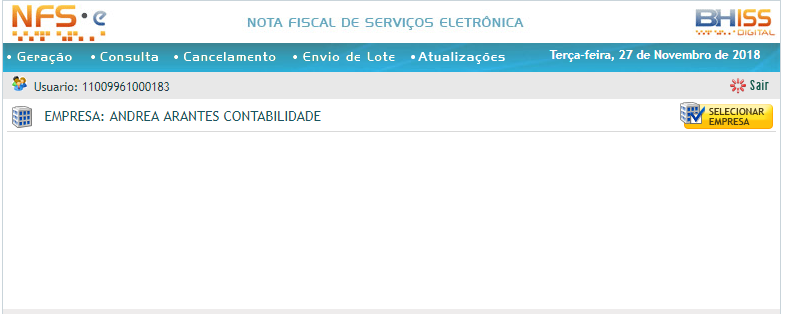 NFS-e
NOTA FISCAL DE SERVIÇOS ELETRÔNICA
BHISS
DIGITAL
• Geração • Consulta • Cancelamento • Envio de Lote •Atualizações Terça-feira, 27 de Novembro de 2018
Usuario: 11009961000183 Sair
EMPRESA: ANDREA ARANTES CONTABILIDADE
SELECIONAR
EMPRESA